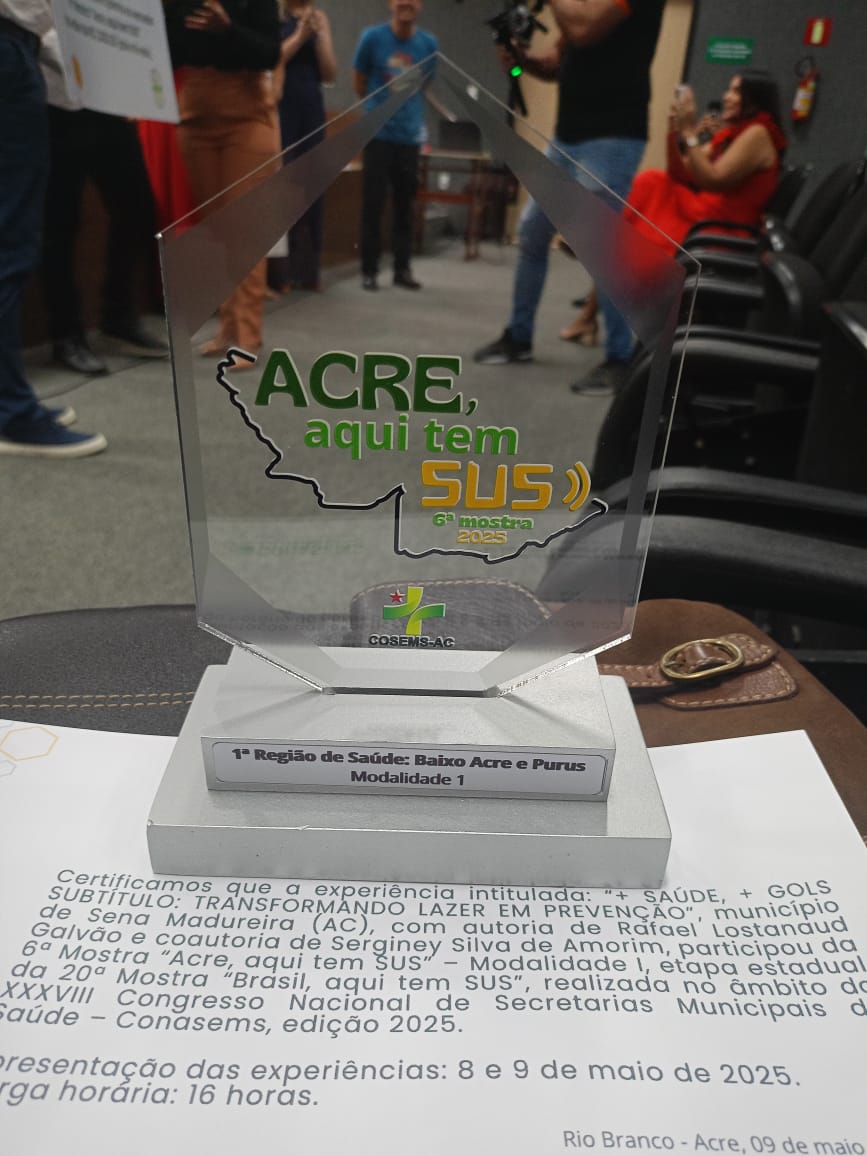 ACRE,
aqui tem
SUS
6ª mostra
2025
COSEMS-AC
1ª Região de Saúde: Baixo Acre e Purus
Modalidade 1
Certificamos que a experiência intitulada: "+ SAÚDE, + GOLS
SUBTÍTULO: TRANSFORMANDO LAZER EM PREVENÇÃO", município
de Sena Madureira (AC), com autoria de Rafael Lostanaud
Galvão e coautoria de Serginey Silva de Amorim, participou da
6ª Mostra "Acre, aqui tem SUS" – Modalidade I, etapa estadual
da 20ª Mostra "Brasil, aqui tem SUS", realizada no âmbito do
XXXVIII Congresso Nacional de Secretarias Municipais d
Saúde – Conasems, edição 2025.
presentação das experiências: 8 e 9 de maio de 2025.
rga horária: 16 horas.
Rio Branco - Acre, 09 de maio